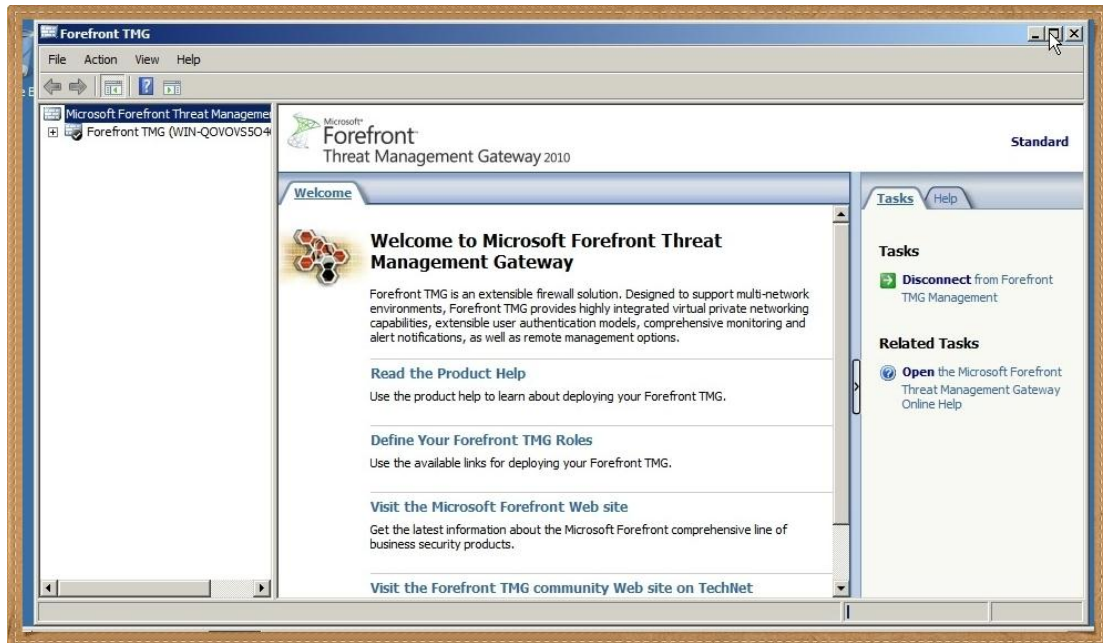 Forefront TMG
File Action View Help
Microsoft Forefront Threat Manageme
Forefront TMG (WIN-QOVOVS5O4
Microsoft
Forefront
Threat Management Gateway 2010
Standard
Welcome
Welcome to Microsoft Forefront Threat
Management Gateway
Forefront TMG is an extensible firewall solution. Designed to support multi-network
environments, Forefront TMG provides highly integrated virtual private networking
capabilities, extensible user authentication models, comprehensive monitoring and
alert notifications, as well as remote management options.
Read the Product Help
Use the product help to learn about deploying your Forefront TMG.
Define Your Forefront TMG Roles
Use the available links for deploying your Forefront TMG.
Visit the Microsoft Forefront Web site
Get the latest information about the Microsoft Forefront comprehensive line of
business security products.
Visit the Forefront TMG community Web site on TechNet
Tasks Help
Tasks
Disconnect from Forefront
TMG Management
Related Tasks
Open the Microsoft Forefront
Threat Management Gateway
Online Help